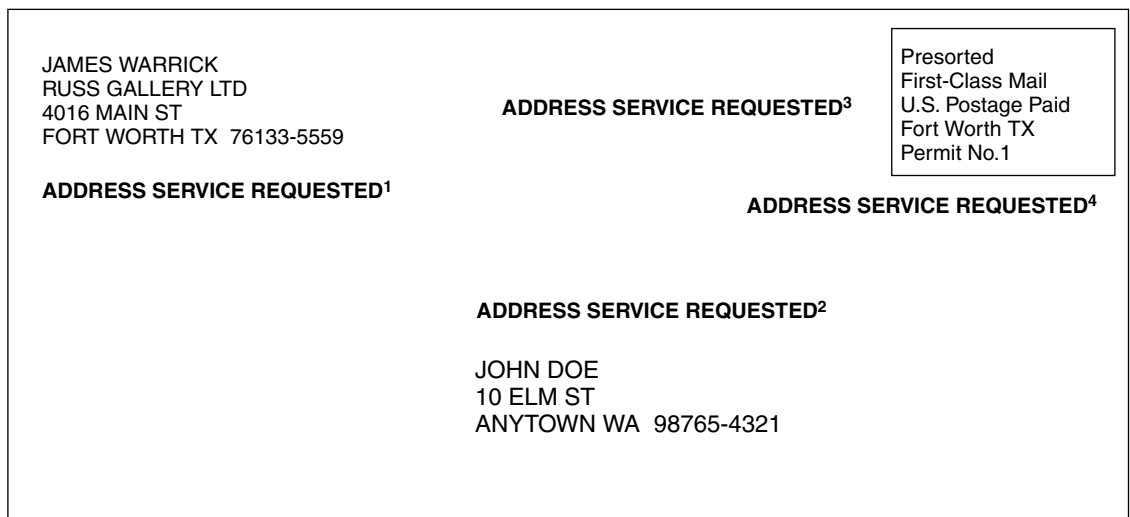 JAMES WARRICK
RUSS GALLERY LTD
4016 MAIN ST
FORT WORTH TX  76133-5559
ADDRESS SERVICE REQUESTED¹
ADDRESS SERVICE REQUESTED³
Presorted
First-Class Mail
U.S. Postage Paid
Fort Worth TX
Permit No.1
ADDRESS SERVICE REQUESTED⁴
ADDRESS SERVICE REQUESTED²
JOHN DOE
10 ELM ST
ANYTOWN WA  98765-4321